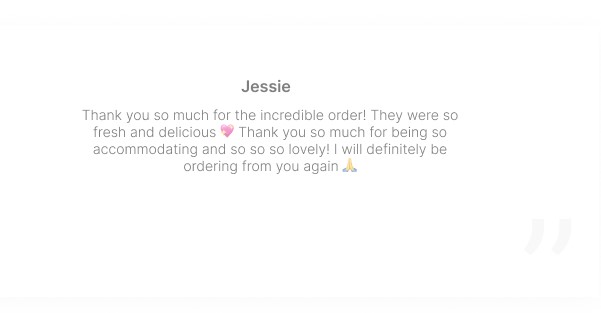 Jessie
Thank you so much for the incredible order! They were so
fresh and delicious 💖 Thank you so much for being so
accommodating and so so so lovely! I will definitely be
ordering from you again 🙏
”